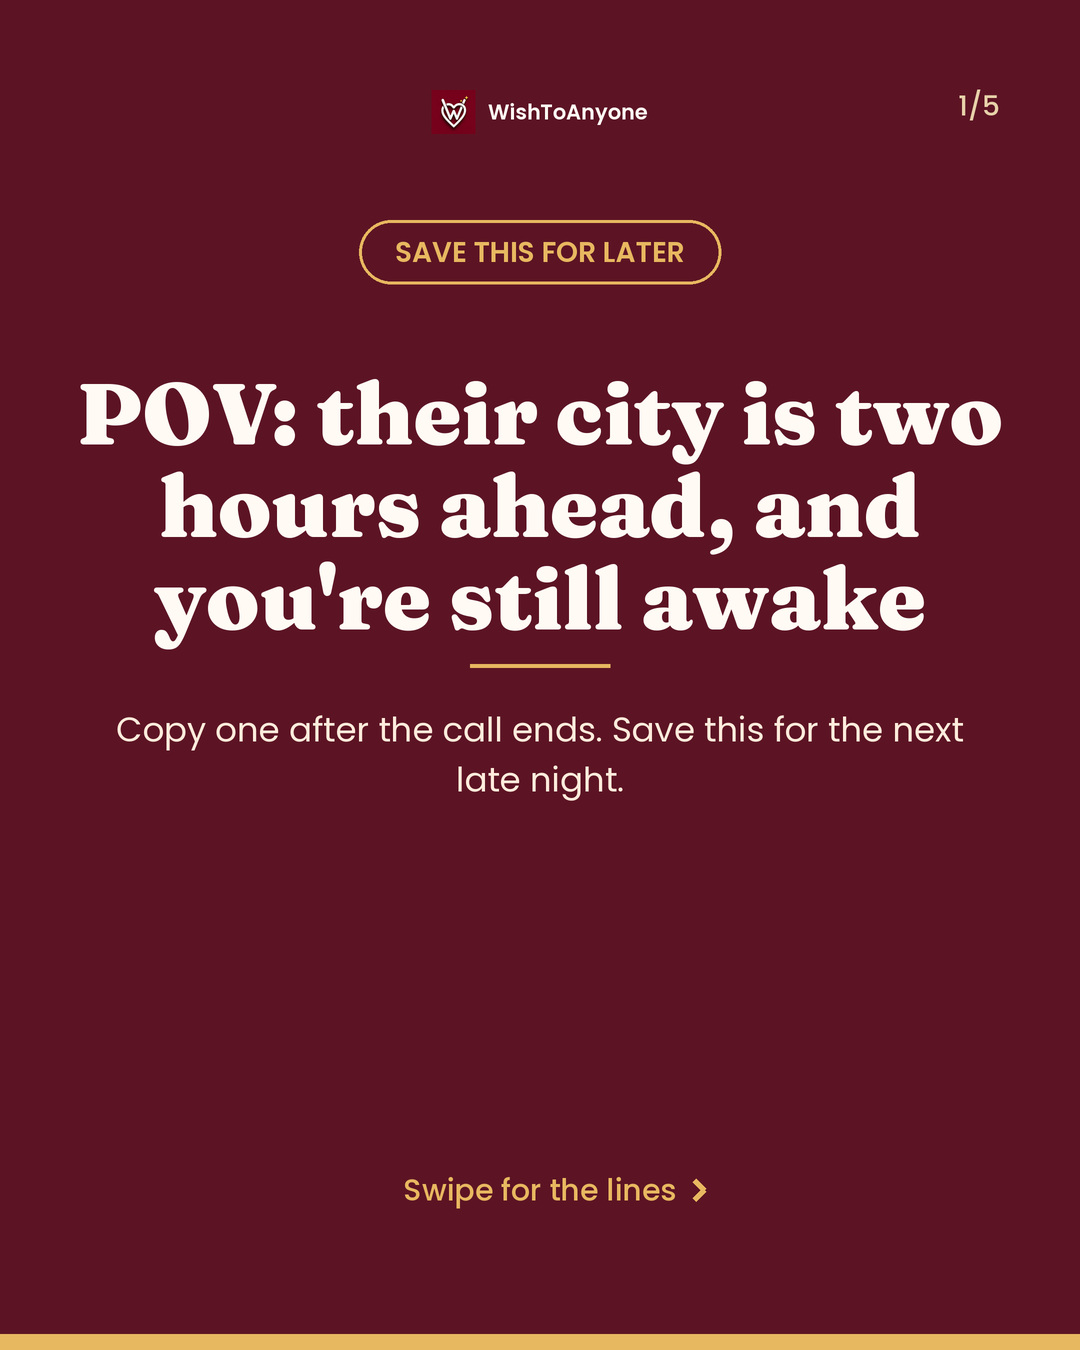 WishToAnyone
1/5
SAVE THIS FOR LATER
POV: their city is two
hours ahead, and
you're still awake
Copy one after the call ends. Save this for the next
late night.
Swipe for the lines